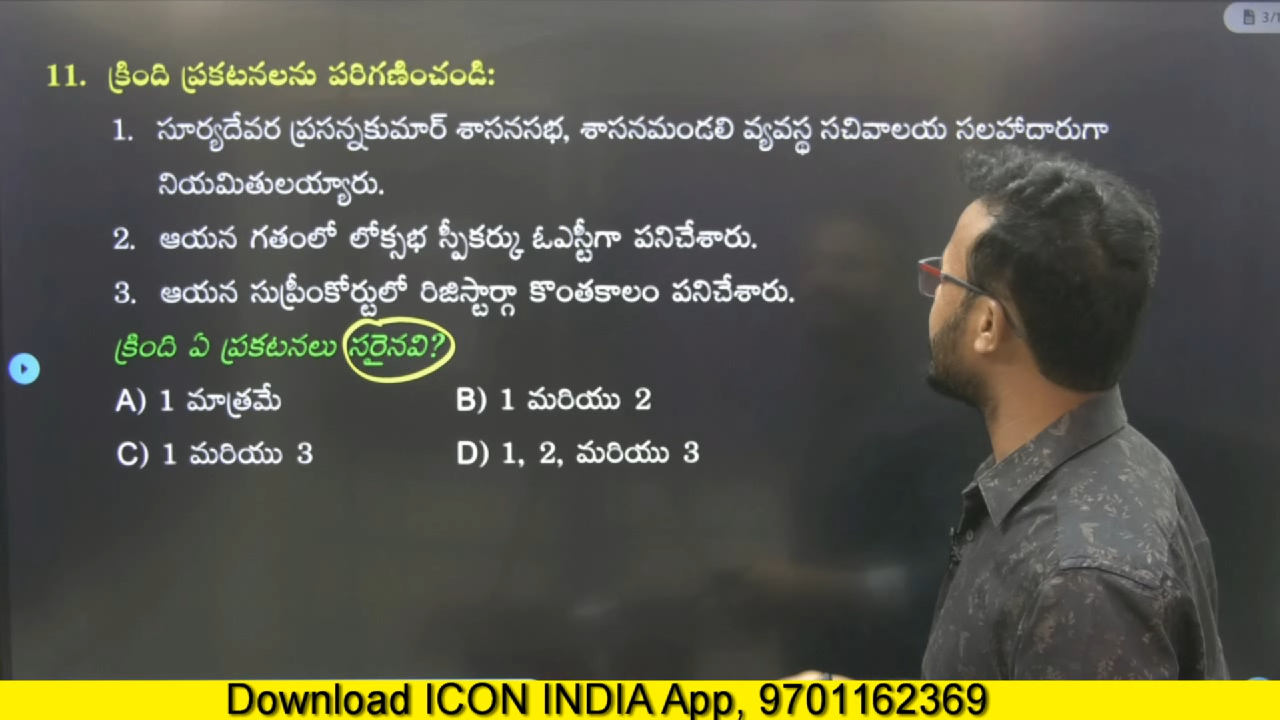 3/1
11. క్రింది ప్రకటనలను పరిగణించండి:
1. సూర్యదేవర ప్రసన్నకుమార్ శాసనసభ, శాసనమండలి వ్యవస్థ సచివాలయ సలహాదారుగా
నియమితులయ్యారు.
2. ఆయన గతంలో లోక్సభ స్పీకర్కు ఓఎస్డీగా పనిచేశారు.
3. ఆయన సుప్రీంకోర్టులో రిజిస్టార్గా కొంతకాలం పనిచేశారు.
క్రింది ఏ ప్రకటనలు సరైనవి?
A) 1 మాత్రమే B) 1 మరియు 2
C) 1 మరియు 3 D) 1, 2, మరియు 3
Download ICON INDIA App, 9701162369